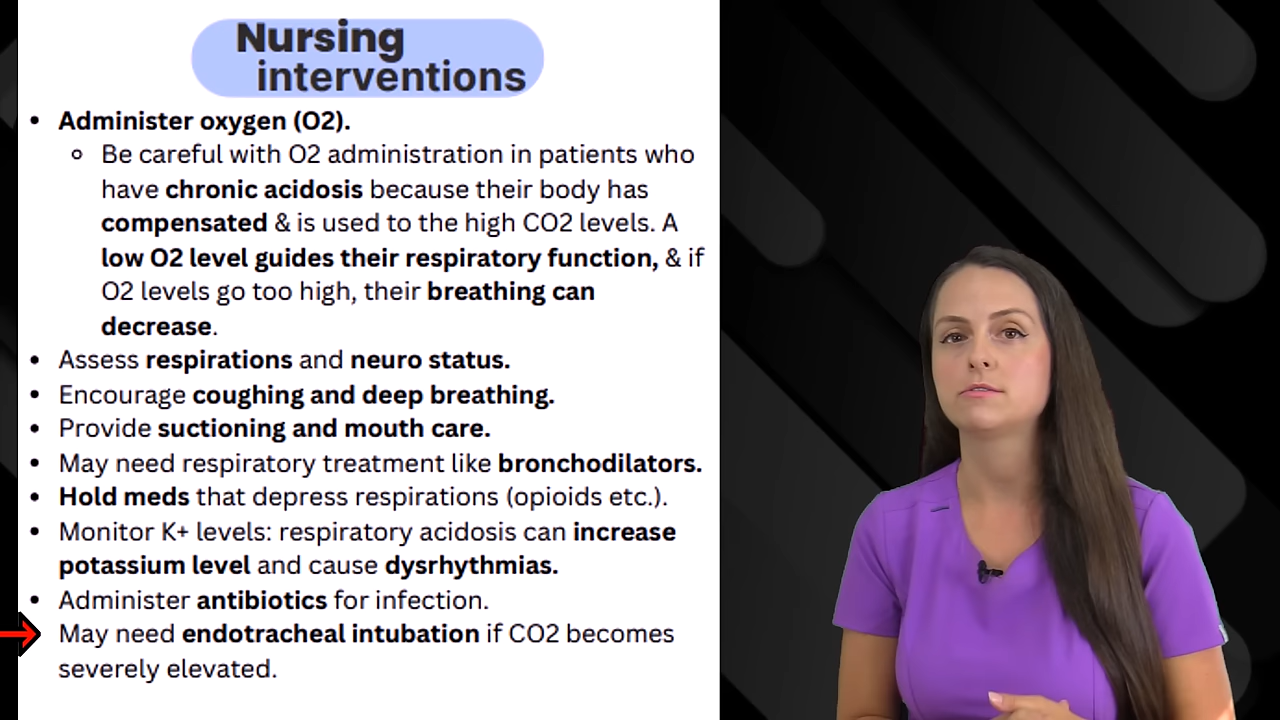 Nursing
interventions
• Administer oxygen (O2).
○ Be careful with O2 administration in patients who
have chronic acidosis because their body has
compensated & is used to the high CO2 levels. A
low O2 level guides their respiratory function, & if
O2 levels go too high, their breathing can
decrease.
• Assess respirations and neuro status.
• Encourage coughing and deep breathing.
• Provide suctioning and mouth care.
• May need respiratory treatment like bronchodilators.
• Hold meds that depress respirations (opioids etc.).
• Monitor K+ levels: respiratory acidosis can increase
potassium level and cause dysrhythmias.
• Administer antibiotics for infection.
• May need endotracheal intubation if CO2 becomes
severely elevated.